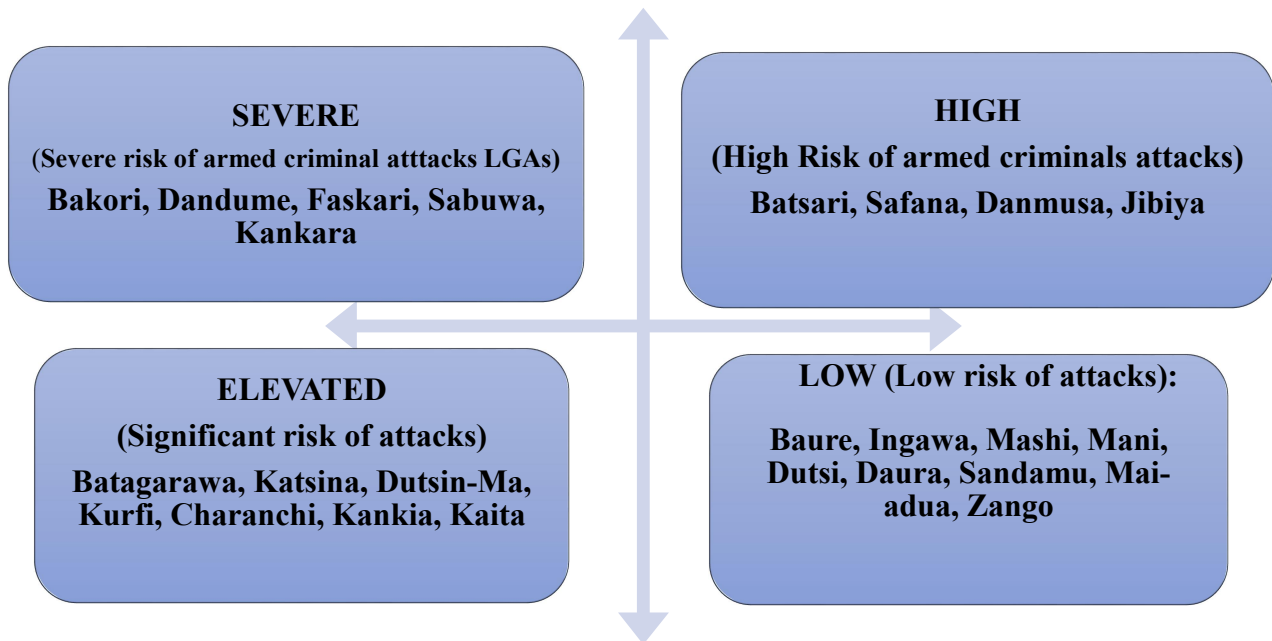 SEVERE
(Severe risk of armed criminal atttacks LGAs)
Bakori, Dandume, Faskari, Sabuwa,
Kankara
HIGH
(High Risk of armed criminals attacks)
Batsari, Safana, Danmusa, Jibiya
ELEVATED
(Significant risk of attacks)
Batagarawa, Katsina, Dutsin-Ma,
Kurfi, Charanchi, Kankia, Kaita
LOW (Low risk of attacks):
Baure, Ingawa, Mashi, Mani,
Dutsi, Daura, Sandamu, Mai-
adua, Zango